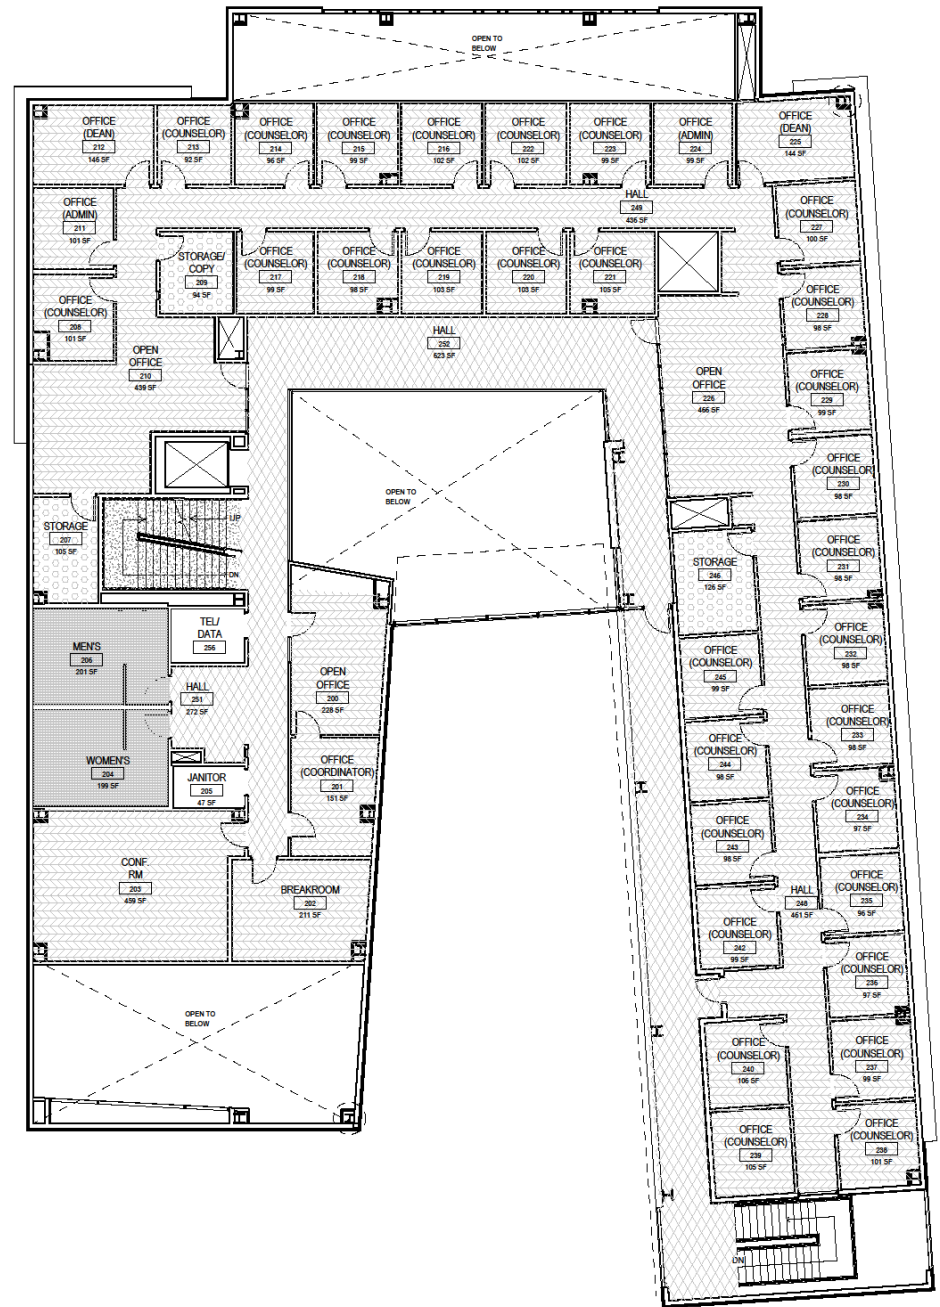 OPEN TO
BELOW
OFFICE
(DEAN)
212
146 SF
OFFICE
(COUNSELOR)
213
92 SF
OFFICE
(COUNSELOR)
214
96 SF
OFFICE
(COUNSELOR)
215
99 SF
OFFICE
(COUNSELOR)
216
102 SF
OFFICE
(COUNSELOR)
222
102 SF
OFFICE
(COUNSELOR)
223
99 SF
OFFICE
(ADMIN)
224
99 SF
OFFICE
(DEAN)
225
144 SF
OFFICE
(ADMIN)
211
101 SF
HALL
249
436 SF
OFFICE
(COUNSELOR)
227
100 SF
STORAGE/
COPY
209
94 SF
OFFICE
(COUNSELOR)
217
99 SF
OFFICE
(COUNSELOR)
218
98 SF
OFFICE
(COUNSELOR)
219
103 SF
OFFICE
(COUNSELOR)
220
103 SF
OFFICE
(COUNSELOR)
221
105 SF
OFFICE
(COUNSELOR)
208
101 SF
OFFICE
(COUNSELOR)
228
98 SF
HALL
252
623 SF
OPEN
OFFICE
210
439 SF
OPEN
OFFICE
226
466 SF
OFFICE
(COUNSELOR)
229
99 SF
OFFICE
(COUNSELOR)
230
98 SF
OPEN TO
BELOW
STORAGE
207
105 SF
UP
DN
STORAGE
246
126 SF
OFFICE
(COUNSELOR)
231
98 SF
TEL/
DATA
256
MEN'S
206
201 SF
OFFICE
(COUNSELOR)
232
98 SF
OFFICE
(COUNSELOR)
245
99 SF
HALL
251
272 SF
OPEN
OFFICE
200
228 SF
OFFICE
(COUNSELOR)
233
98 SF
OFFICE
(COUNSELOR)
244
98 SF
WOMEN'S
204
199 SF
JANITOR
205
47 SF
OFFICE
(COORDINATOR)
201
151 SF
OFFICE
(COUNSELOR)
234
97 SF
OFFICE
(COUNSELOR)
243
98 SF
CONF.
RM
203
459 SF
BREAKROOM
202
211 SF
HALL
248
461 SF
OFFICE
(COUNSELOR)
235
96 SF
OFFICE
(COUNSELOR)
242
99 SF
OFFICE
(COUNSELOR)
236
97 SF
OPEN TO
BELOW
OFFICE
(COUNSELOR)
240
106 SF
OFFICE
(COUNSELOR)
237
99 SF
OFFICE
(COUNSELOR)
239
105 SF
OFFICE
(COUNSELOR)
238
101 SF
DN